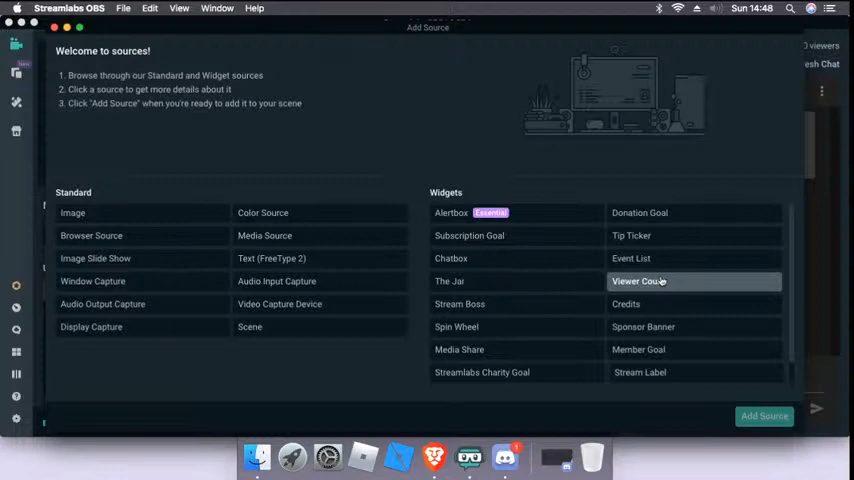 Streamlabs OBS File Edit View Window Help Sun 14:48
Add Source
0 viewers
Welcome to sources!
esh Chat
New
1. Browse through our Standard and Widget sources
2. Click a source to get more details about it
3. Click "Add Source" when you're ready to add it to your scene
Standard
Widgets
Image Color Source
Alertbox Essential Donation Goal
Browser Source Media Source
Subscription Goal Tip Ticker
Image Slide Show Text (FreeType 2)
Chatbox Event List
Window Capture Audio Input Capture
The Jar Viewer Cou
Audio Output Capture Video Capture Device
Stream Boss Credits
Display Capture Scene
Spin Wheel Sponsor Banner
Media Share Member Goal
Streamlabs Charity Goal Stream Label
Add Source
1